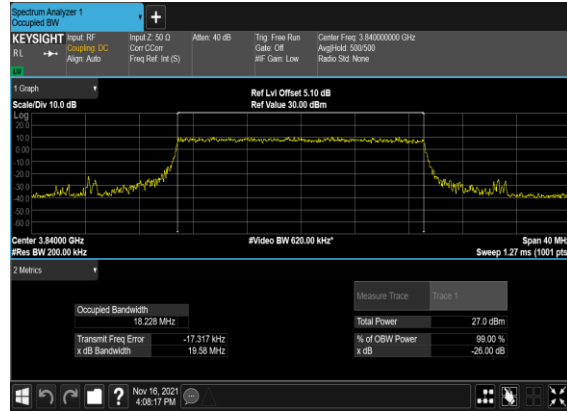 Spectrum Analyzer 1
Occupied BW
KEYSIGHT
RL
Input: RF
Coupling: DC
Align: Auto
Input Z: 50 Ω
Corr CCorr
Freq Ref: Int (S)
Atten: 40 dB
Trig: Free Run
Gate: Off
#IF Gain: Low
Center Freq: 3.840000000 GHz
Avg|Hold: 500/500
Radio Std: None
1 Graph
Scale/Div 10.0 dB
Ref Lvl Offset 5.10 dB
Ref Value 30.00 dBm
Log
20.0
10.0
0.00
-10.0
-20.0
-30.0
-40.0
-50.0
-60.0
Center 3.84000 GHz
#Res BW 200.00 kHz
#Video BW 620.00 kHz*
Span 40 MHz
Sweep 1.27 ms (1001 pts
2 Metrics
Measure Trace Trace 1
Occupied Bandwidth
18.228 MHz
Total Power 27.0 dBm
Transmit Freq Error -17.317 kHz
% of OBW Power 99.00 %
x dB Bandwidth 19.58 MHz
x dB -26.00 dB
Nov 16, 2021
4:08:17 PM